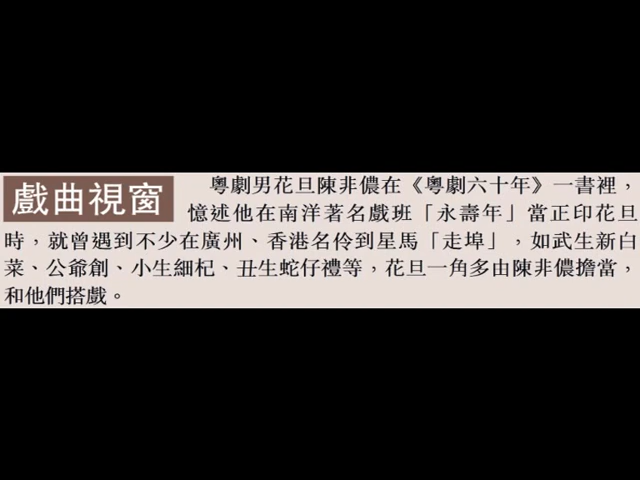 戲曲視窗
粵劇男花旦陳非儂在《粵劇六十年》一書裡，
憶述他在南洋著名戲班「永壽年」當正印花旦
時，就曾遇到不少在廣州、香港名伶到星馬「走埠」，如武生新白
菜、公爺創、小生細杞、丑生蛇仔禮等，花旦一角多由陳非儂擔當，
和他們搭戲。